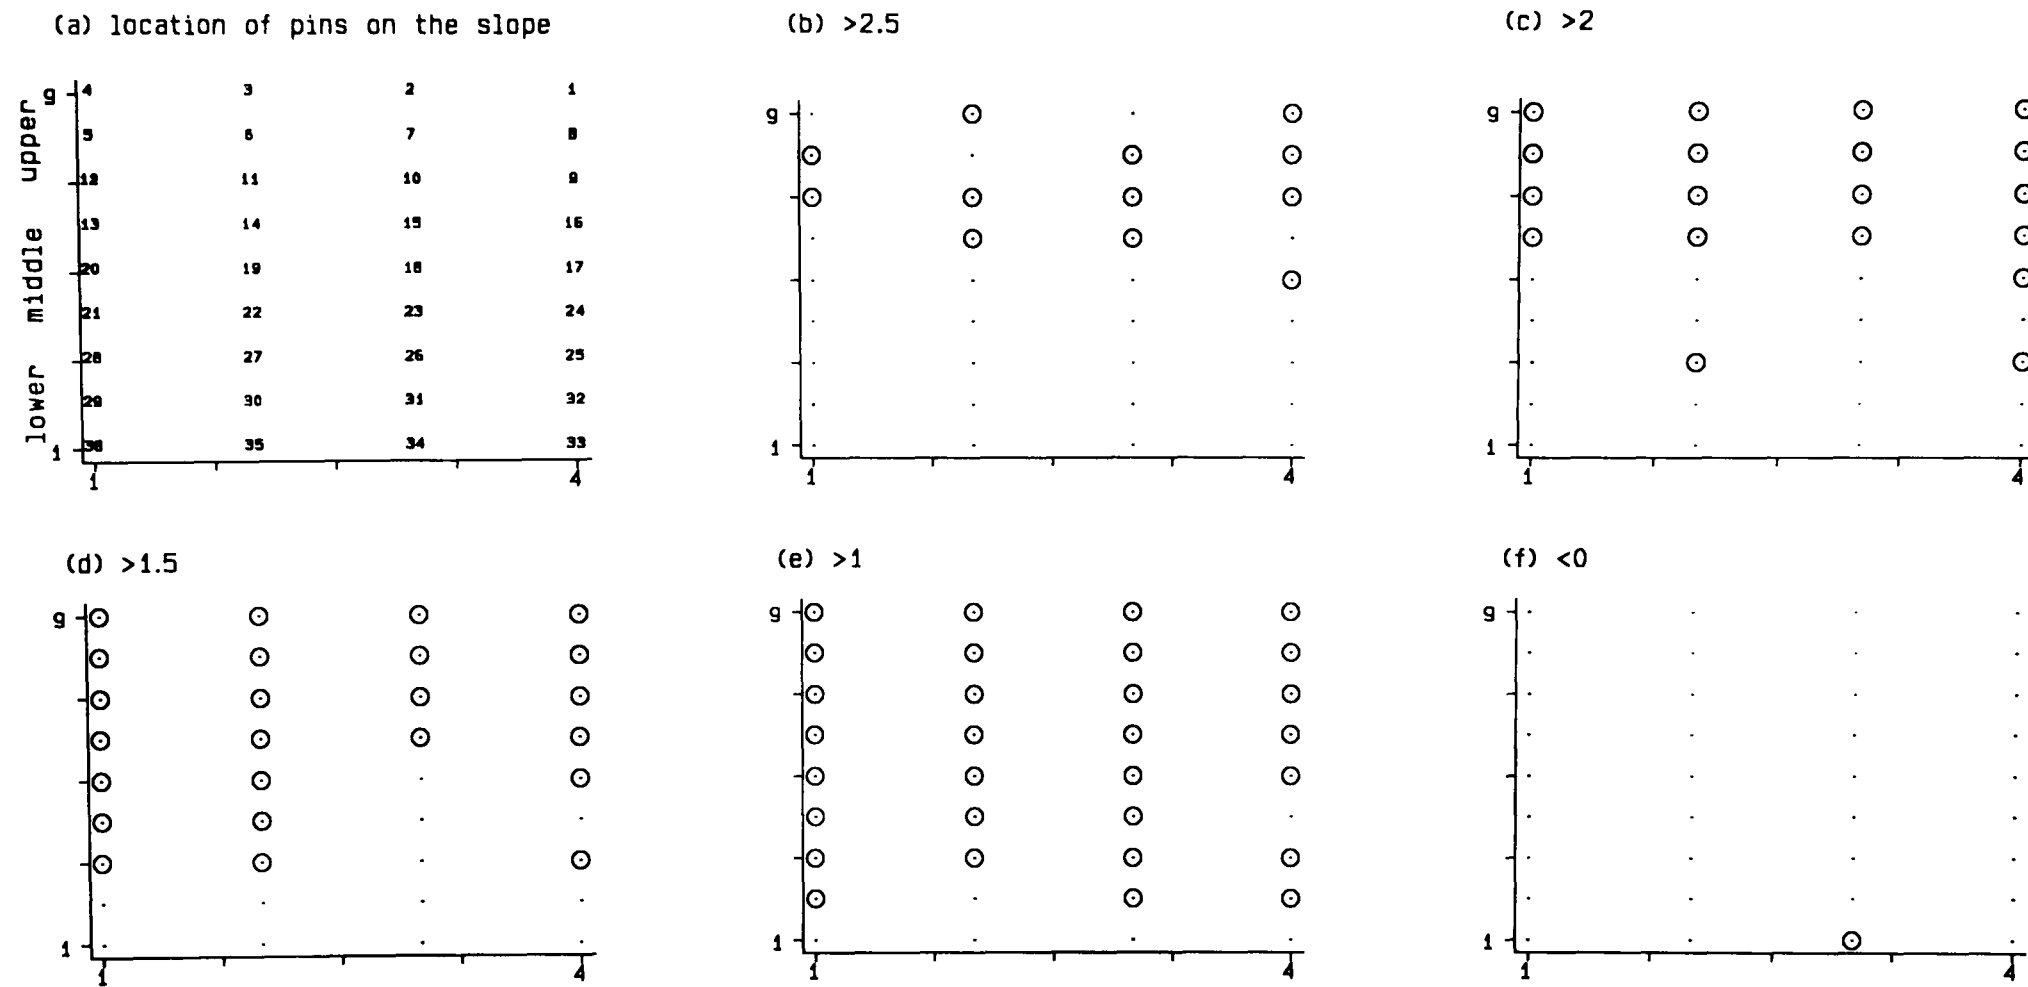 (a) location of pins on the slope
(b) >2.5
(c) >2
lower middle upper
9
4 3 2 1
5 6 7 8
12 11 10 9
13 14 15 16
20 19 18 17
21 22 23 24
28 27 26 25
29 30 31 32
1
36 35 34 33
1 4
9
1
1 4
9
1
1 4
(d) >1.5
(e) >1
(f) <0
9
1
1 4
9
1
1 4
9
1
1 4